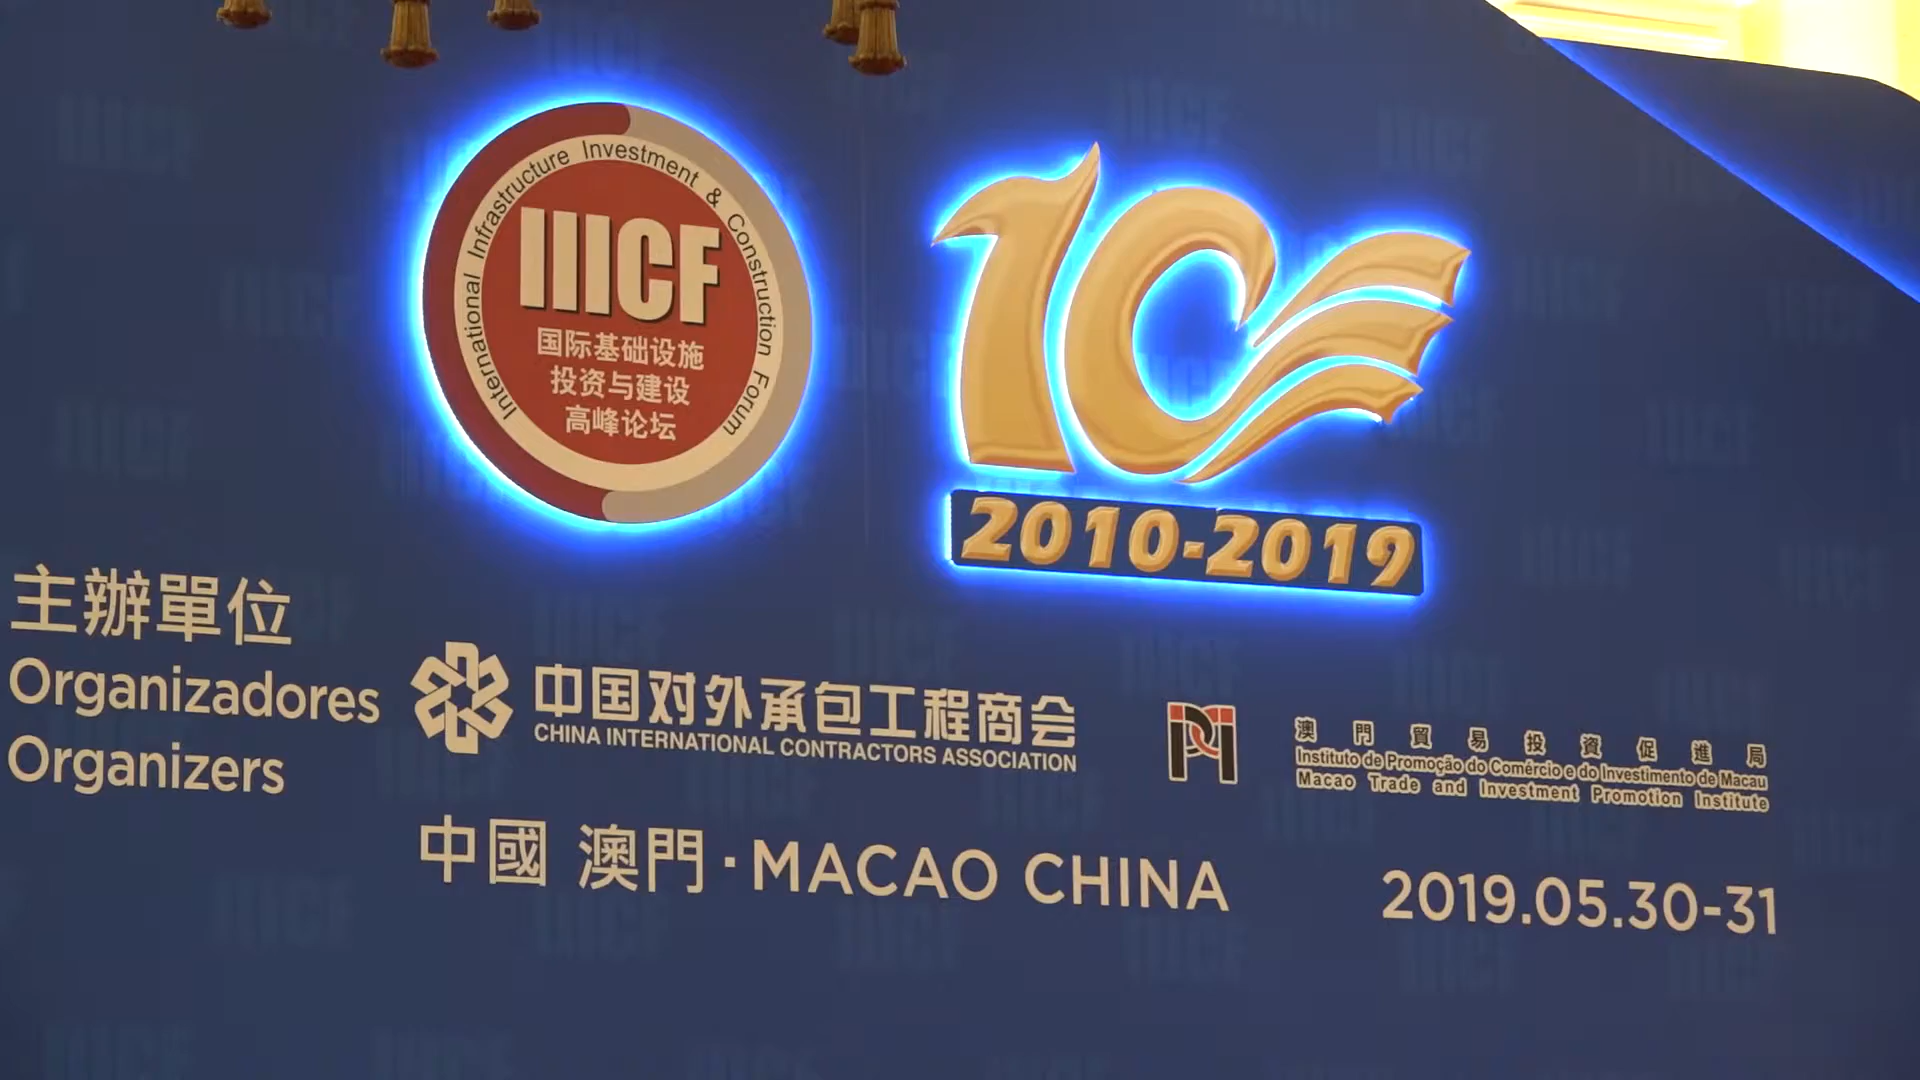 International Infrastructure Investment & Construction Forum
IIICF
国际基础设施
投资与建设
高峰论坛
10
2010-2019
主辦單位
Organizadores
Organizers
中国对外承包工程商会
CHINA INTERNATIONAL CONTRACTORS ASSOCIATION
澳門貿易投資促進局
Instituto de Promoção do Comércio e do Investimento de Macau
Macao Trade and Investment Promotion Institute
中國 澳門·MACAO CHINA
2019.05.30-31